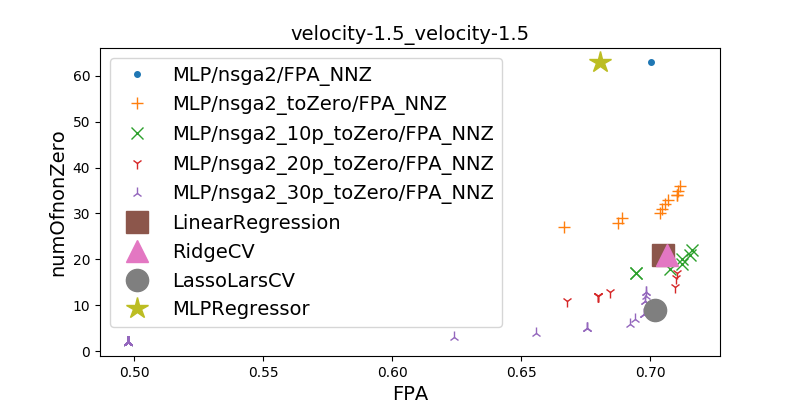 velocity-1.5_velocity-1.5
numOfnonZero
60
50
40
30
20
10
0
MLP/nsga2/FPA_NNZ
MLP/nsga2_toZero/FPA_NNZ
MLP/nsga2_10p_toZero/FPA_NNZ
MLP/nsga2_20p_toZero/FPA_NNZ
MLP/nsga2_30p_toZero/FPA_NNZ
LinearRegression
RidgeCV
LassoLarsCV
MLPRegressor
0.50 0.55 0.60 0.65 0.70
FPA